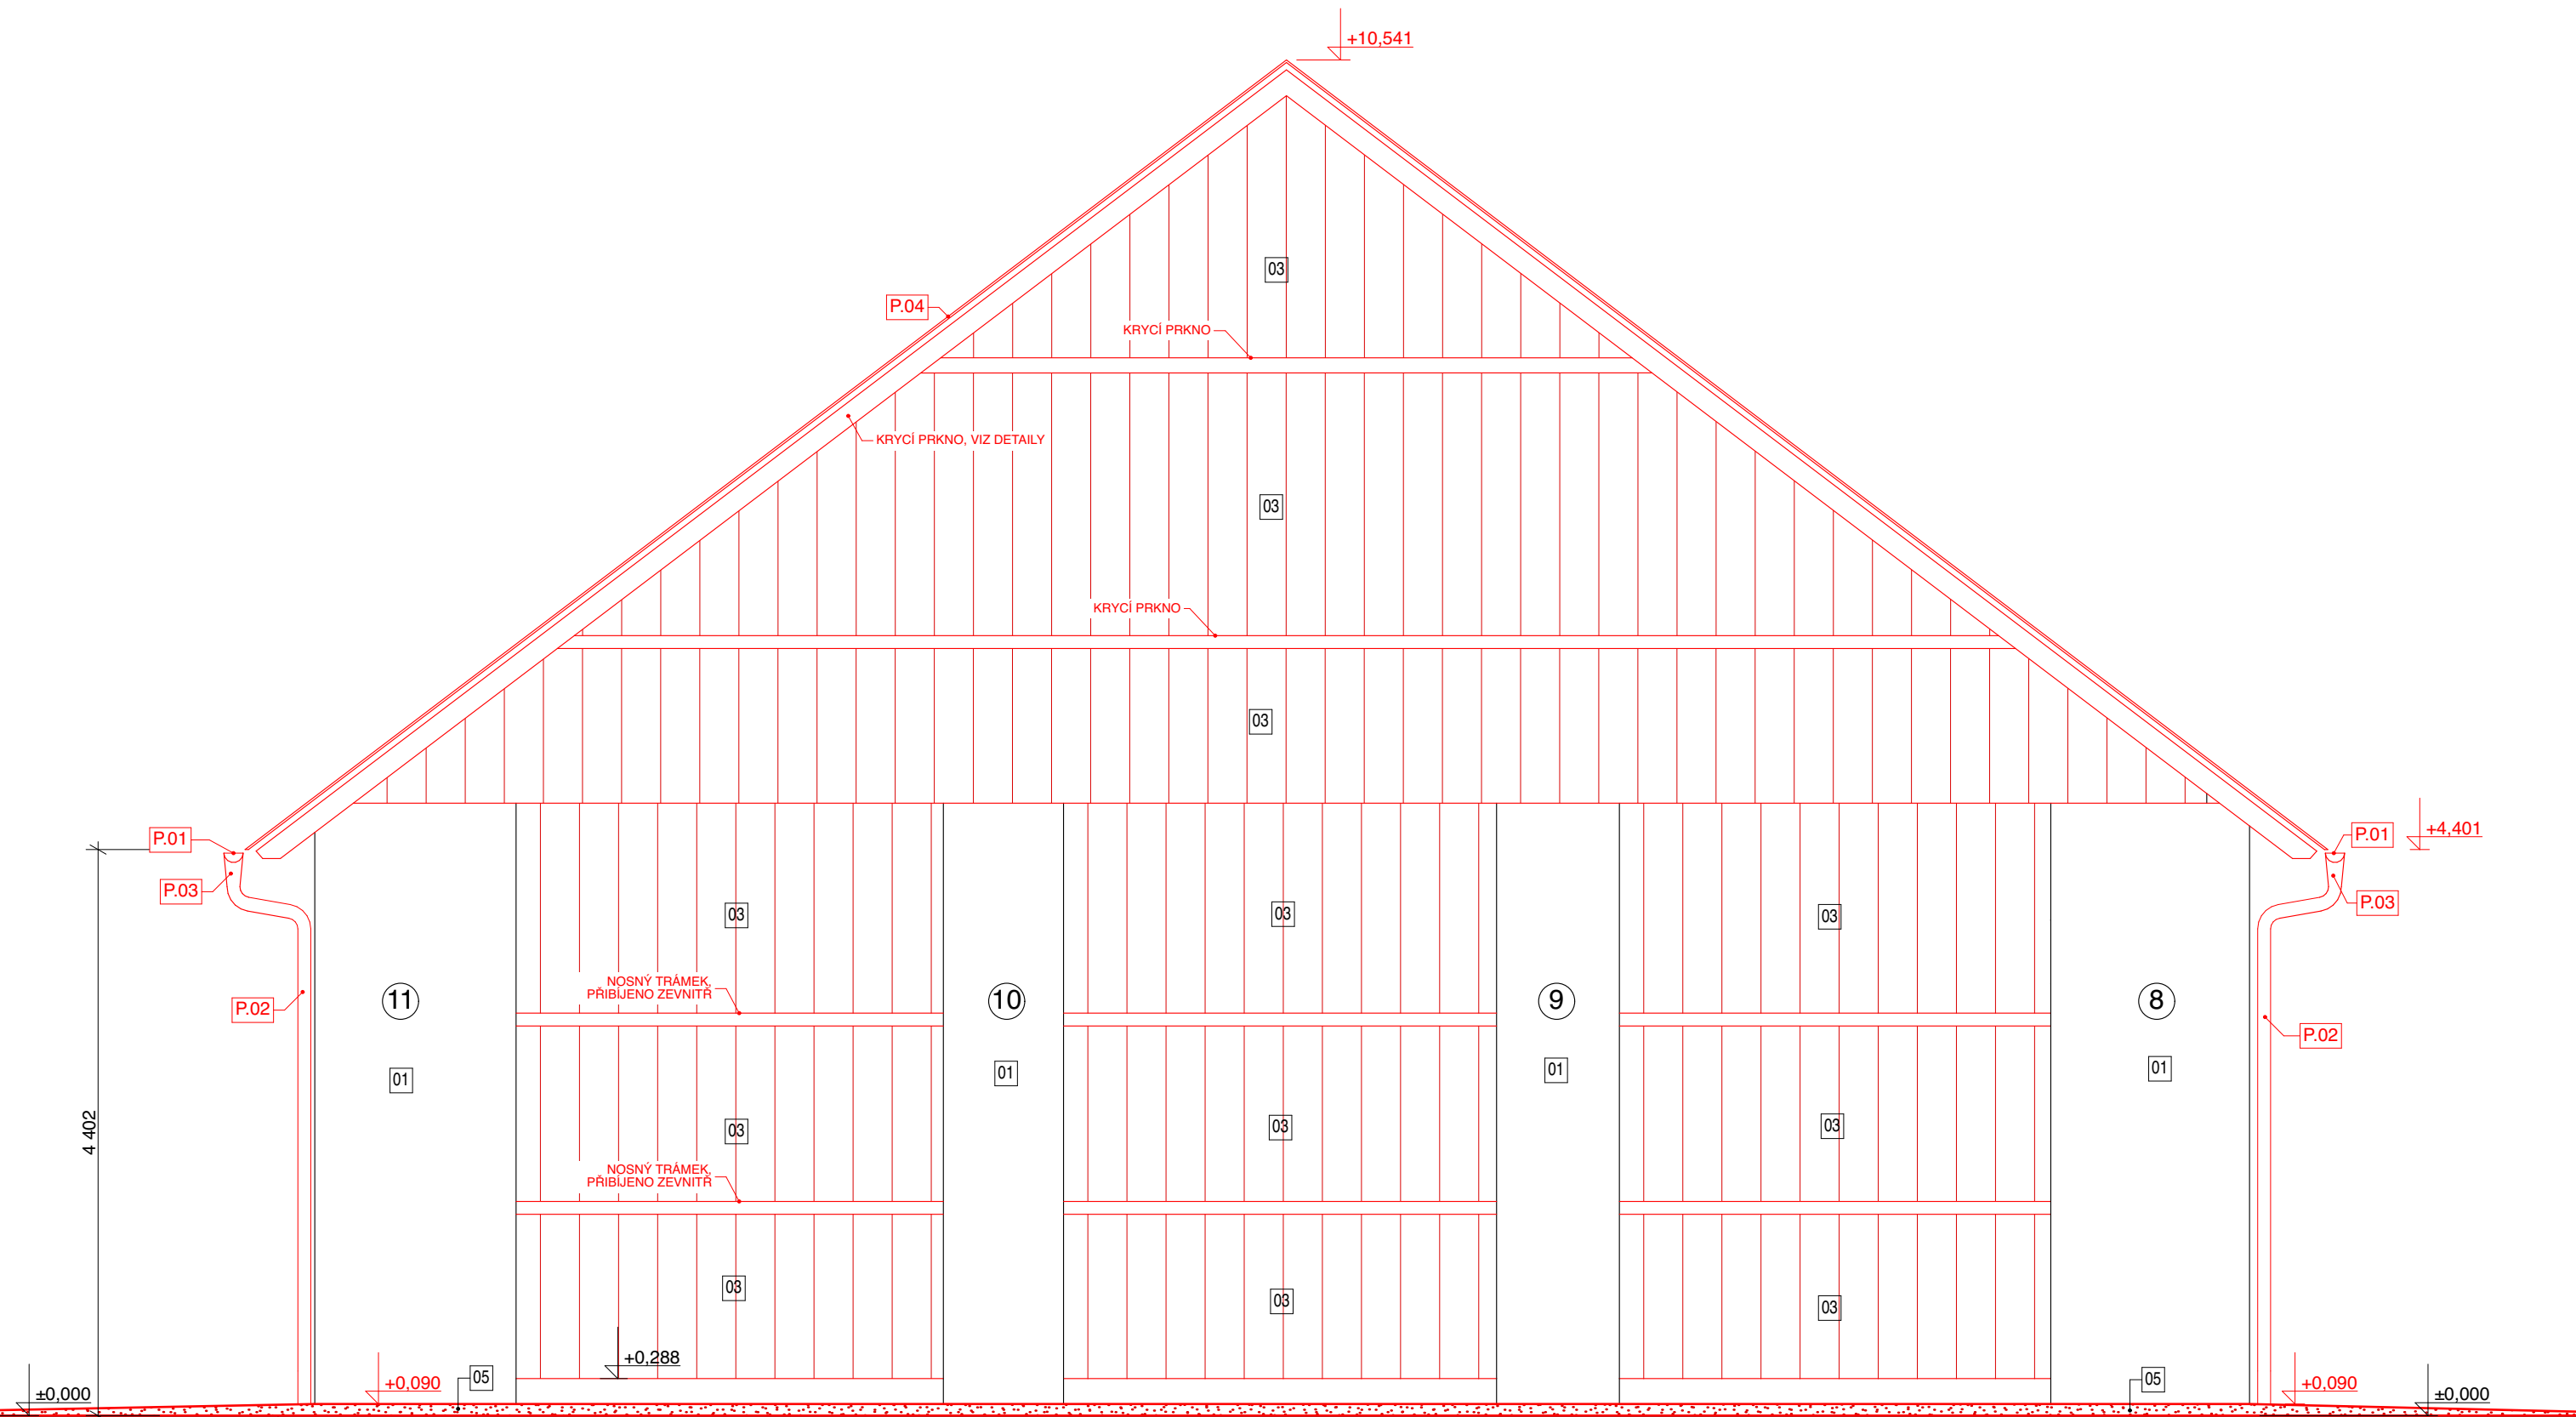 +10,541
03
P.04
KRYCÍ PRKNO
KRYCÍ PRKNO, VIZ DETAILY
03
KRYCÍ PRKNO
03
P.01
P.01
+4,401
P.03
P.03
03
03
03
NOSNÝ TRÁMEK,
PŘIBÍJENO ZEVNITŘ
11
10
9
8
P.02
P.02
01
01
01
01
4 402
03
03
03
NOSNÝ TRÁMEK,
PŘIBÍJENO ZEVNITŘ
03
03
03
+0,288
05
05
+0,090
+0,090
±0,000
±0,000